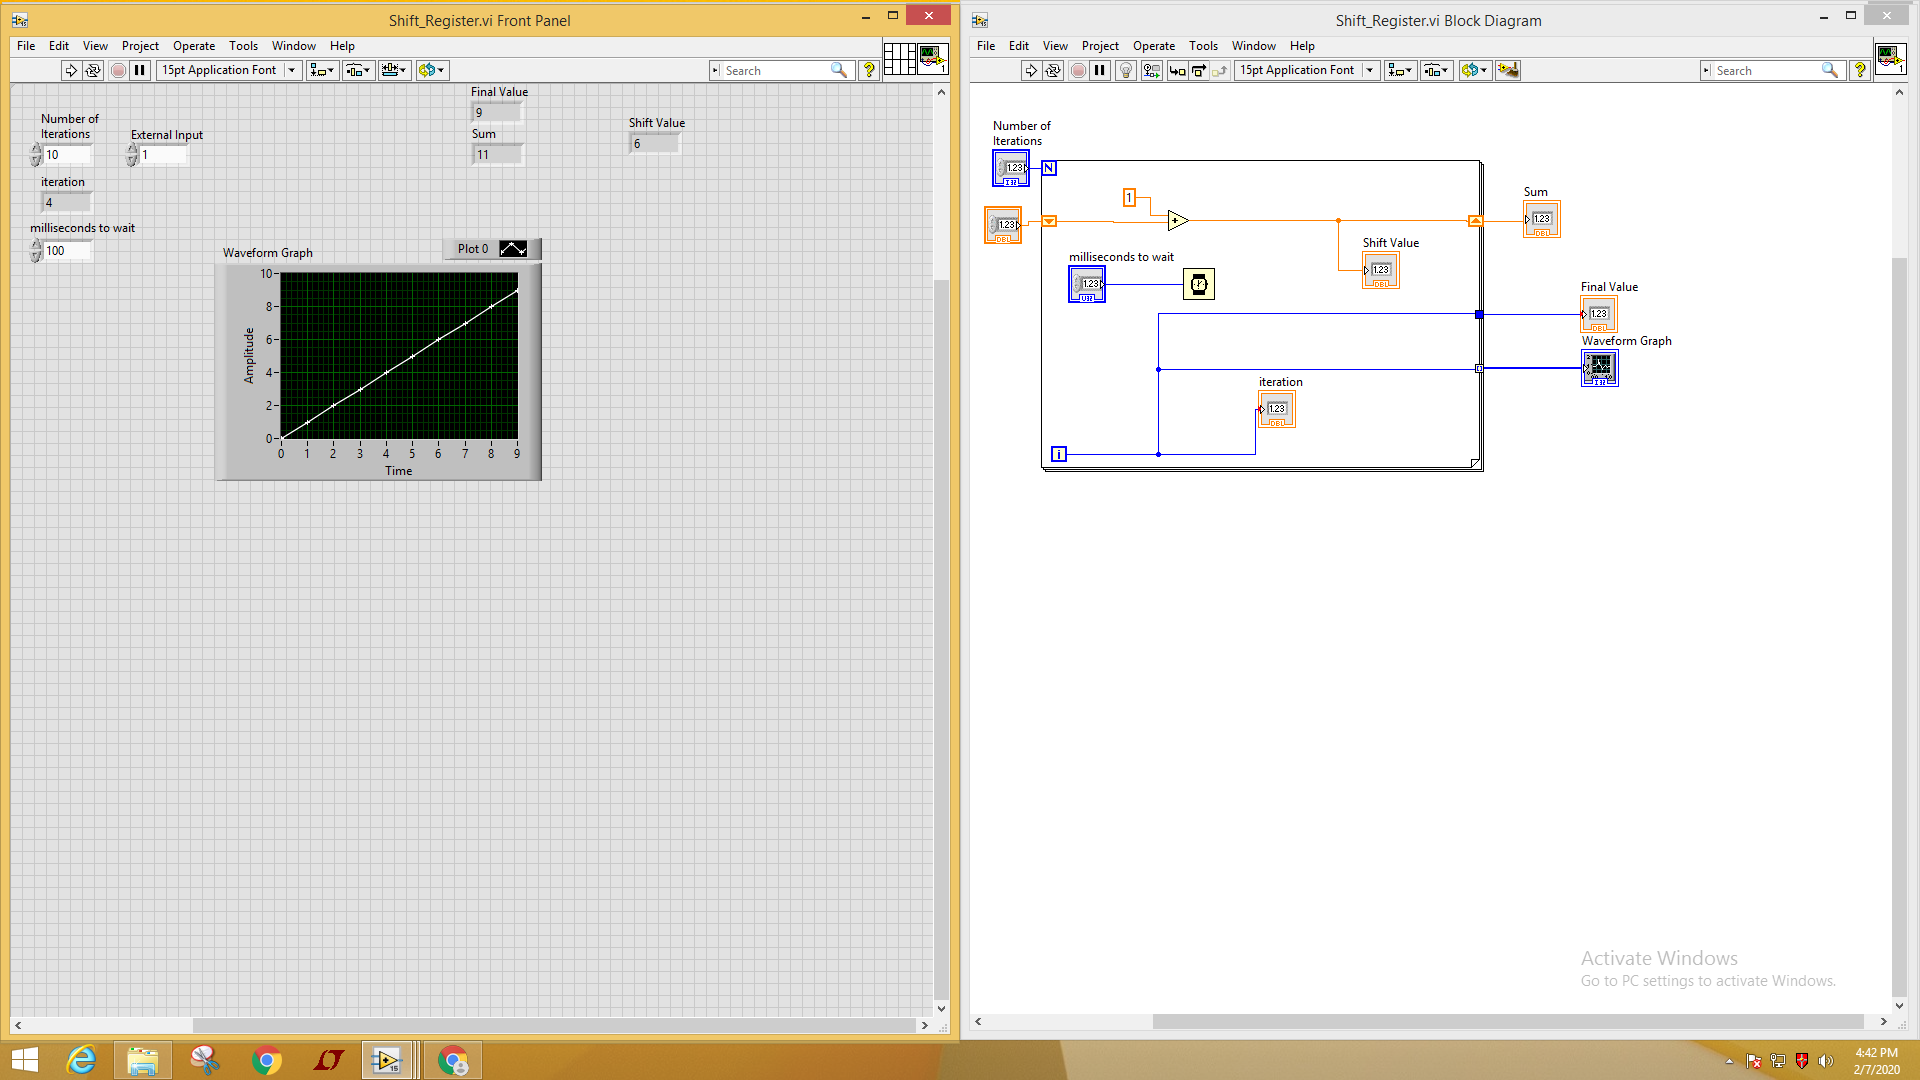 Shift_Register.vi Front Panel
File Edit View Project Operate Tools Window Help
15pt Application Font
Search
?
1
Final Value
9
Number of
Iterations
10
External Input
1
Sum
11
Shift Value
6
iteration
4
milliseconds to wait
100
Waveform Graph
Plot 0
10
8
6
4
2
0
Amplitude
0 1 2 3 4 5 6 7 8 9
Time
Shift_Register.vi Block Diagram
File Edit View Project Operate Tools Window Help
15pt Application Font
Search
?
1
Number of
Iterations
1.23
I32
N
1
+
1.23
DBL
Sum
1.23
DBL
Shift Value
1.23
DBL
milliseconds to wait
1.23
U32
Final Value
1.23
DBL
Waveform Graph
I32
iteration
1.23
DBL
i
Activate Windows
Go to PC settings to activate Windows.
15
4:42 PM
2/7/2020